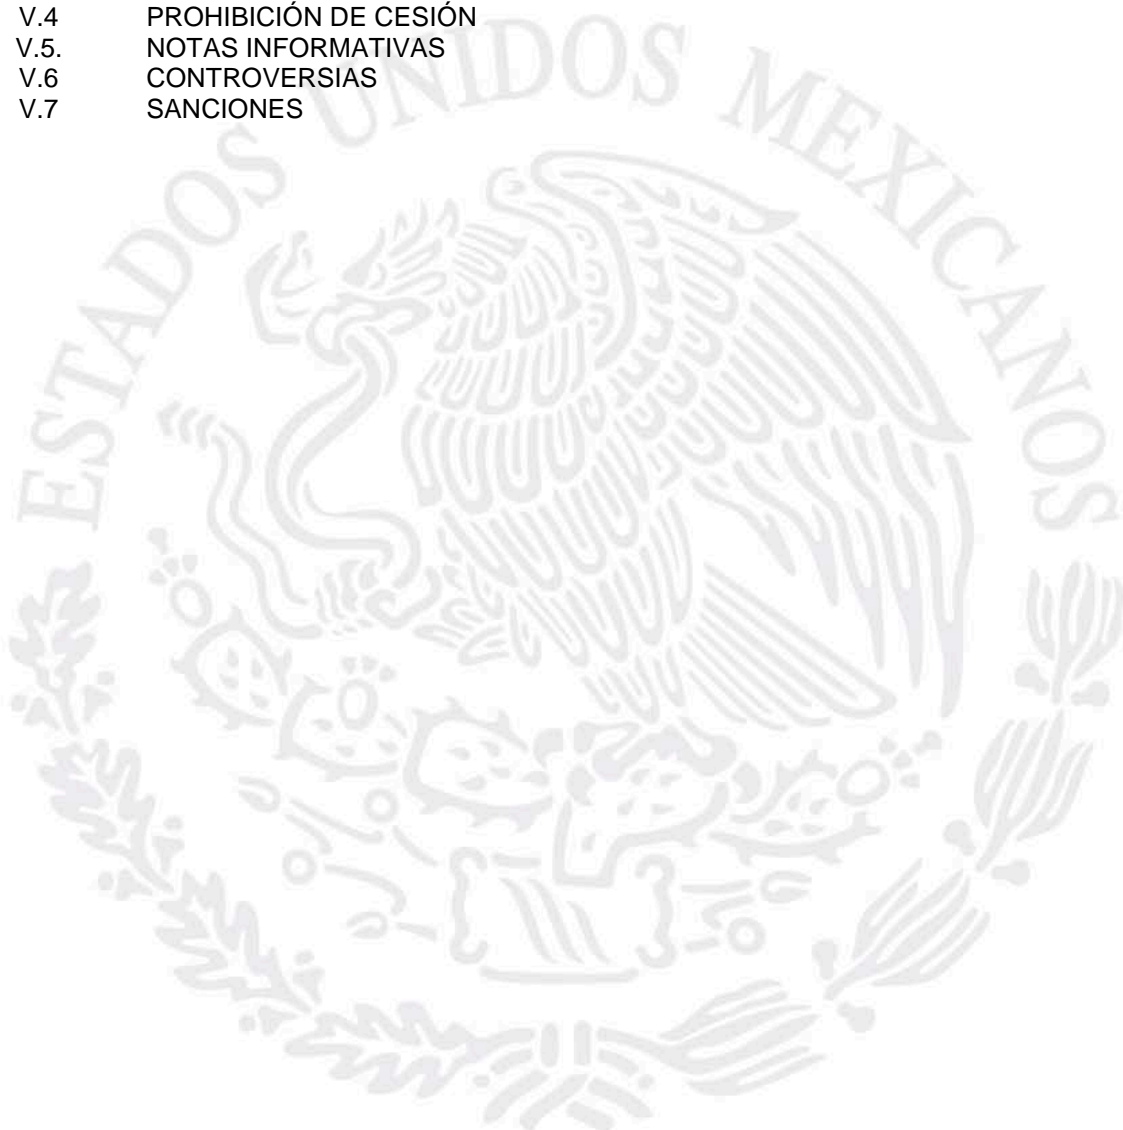 V.4 PROHIBICIÓN DE CESIÓN
V.5. NOTAS INFORMATIVAS
V.6 CONTROVERSIAS
V.7 SANCIONES
ESTADOS UNIDOS MEXICANOS